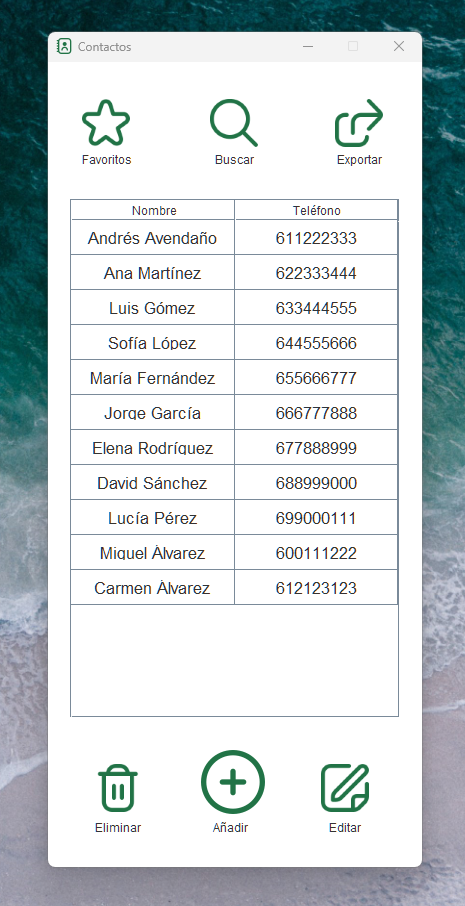 Contactos
Favoritos Buscar Exportar
Nombre Teléfono
Andrés Avendaño 611222333
Ana Martínez 622333444
Luis Gómez 633444555
Sofía López 644555666
María Fernández 655666777
Jorge García 666777888
Elena Rodríguez 677888999
David Sánchez 688999000
Lucía Pérez 699000111
Miguel Álvarez 600111222
Carmen Álvarez 612123123
Eliminar Añadir Editar